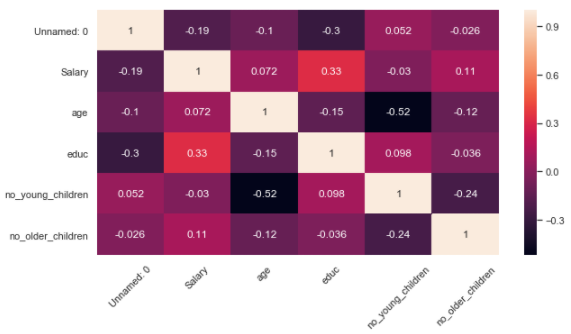 Unnamed: 0 1 -0.19 -0.1 -0.3 0.052 -0.026
Salary -0.19 1 0.072 0.33 -0.03 0.11
age -0.1 0.072 1 -0.15 -0.52 -0.12
educ -0.3 0.33 -0.15 1 0.098 -0.036
no_young_children 0.052 -0.03 -0.52 0.098 1 -0.24
no_older_children -0.026 0.11 -0.12 -0.036 -0.24 1
Unnamed: 0 Salary age educ no_young_children no_older_children
0.9
0.6
0.3
0.0
-0.3